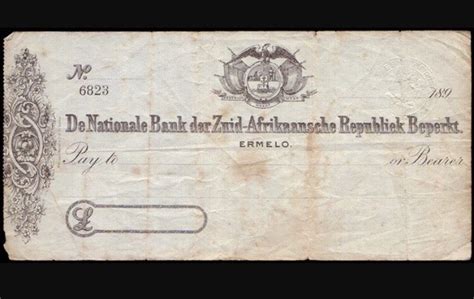 No.
6823
189
De Nationale Bank der Zuid-Afrikaansche Republiek Beperkt.
ERMELO.
Pay to or Bearer
£